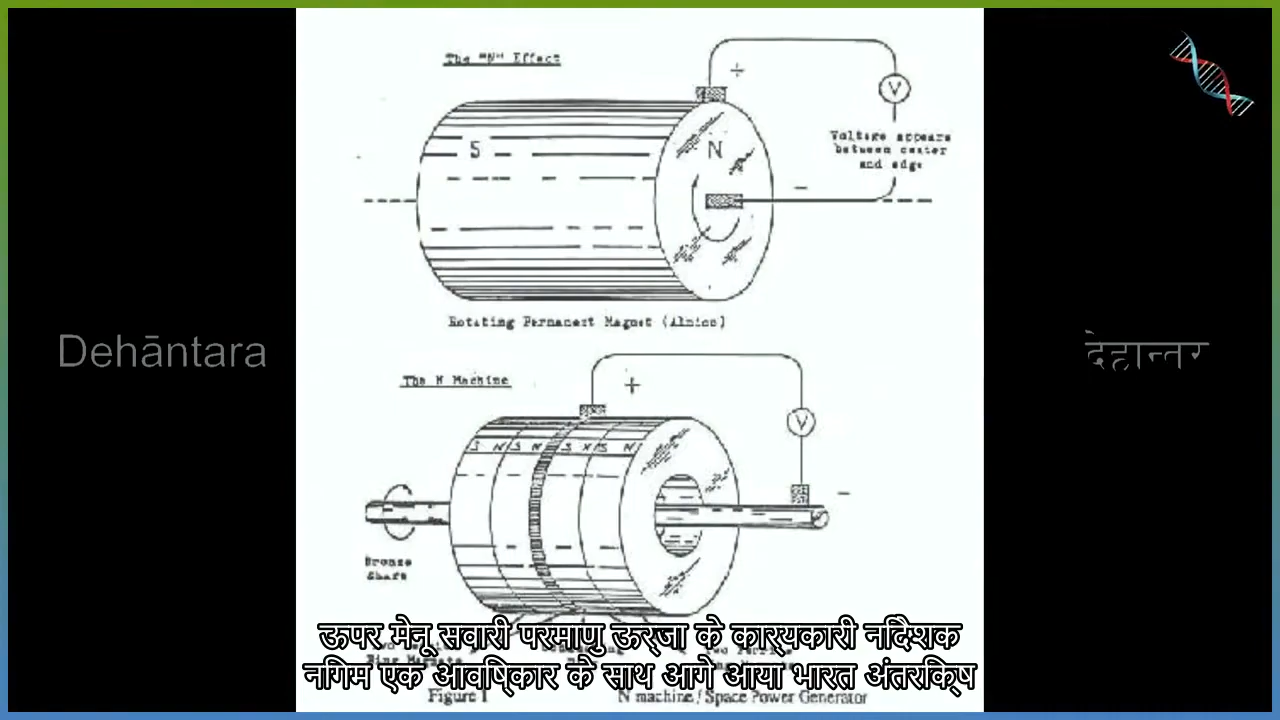 The "N" Effect
+
V
Voltage appears
between center
and edge
S
N
−
Rotating Permanent Magnet (Alnico)
Dehāntara
देहान्तर
The N Machine
+
V
S N S N S N S N
−
Bronze
Shaft
ऊपर मेनू सवारी परमाणु ऊर्जा के कार्यकारी निदेशक
निगम एक आविष्कार के साथ आगे आया भारत अंतरिक्ष
Figure 1
N machine / Space Power Generator